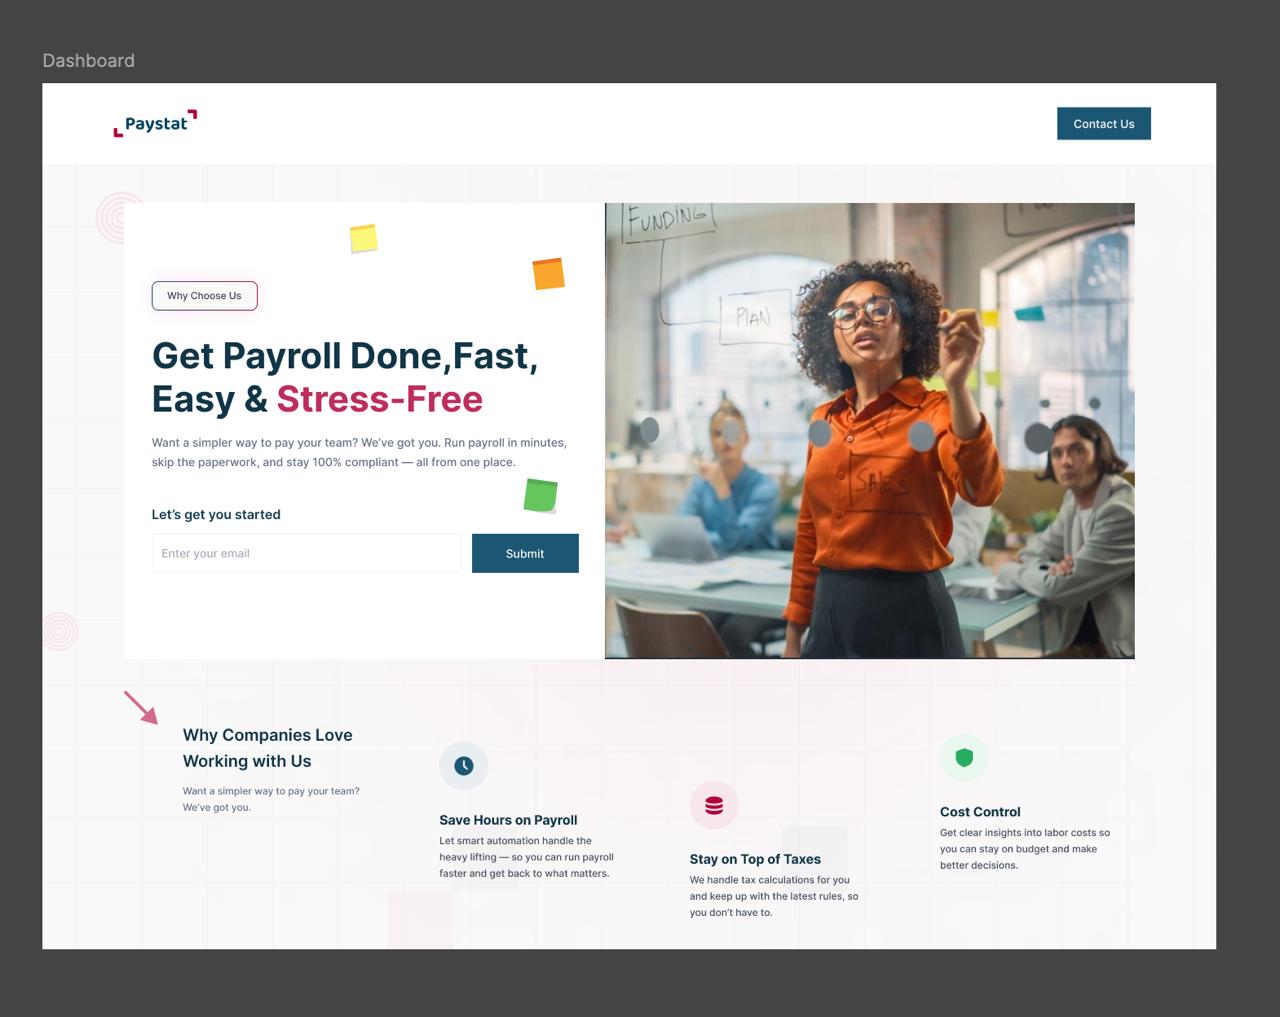 Dashboard
Paystat
Contact Us
Why Choose Us
Get Payroll Done,Fast,
Easy & Stress-Free
Want a simpler way to pay your team? We’ve got you. Run payroll in minutes,
skip the paperwork, and stay 100% compliant — all from one place.
Let’s get you started
Enter your email
Submit
FUNDING
PLAN
SALES
Why Companies Love
Working with Us
Want a simpler way to pay your team?
We’ve got you.
Save Hours on Payroll
Let smart automation handle the
heavy lifting — so you can run payroll
faster and get back to what matters.
Stay on Top of Taxes
We handle tax calculations for you
and keep up with the latest rules, so
you don’t have to.
Cost Control
Get clear insights into labor costs so
you can stay on budget and make
better decisions.